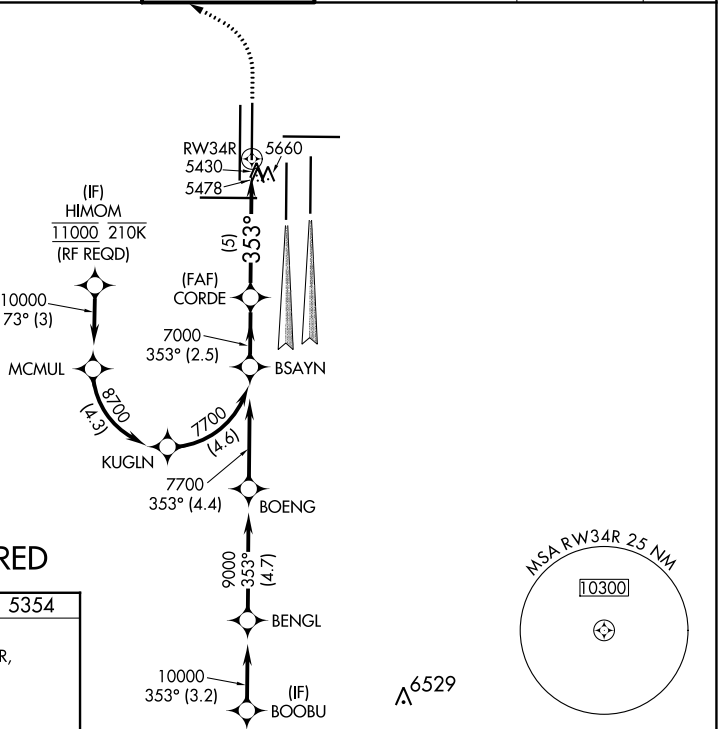 RW34R
5660
5430
5478
(IF)
HIMOM
11000 210K
(RF REQD)
(5)
353°
(FAF)
CORDE
10000
73° (3)
7000
353° (2.5)
MCMUL
BSAYN
8700
(4.3)
7700
(4.6)
KUGLN
7700
353° (4.4)
BOENG
RED
MSA RW34R 25 NM
9000
353°
(4.7)
10300
5354
BENGL
R,
10000
353° (3.2)
(IF)
BOOBU
6529